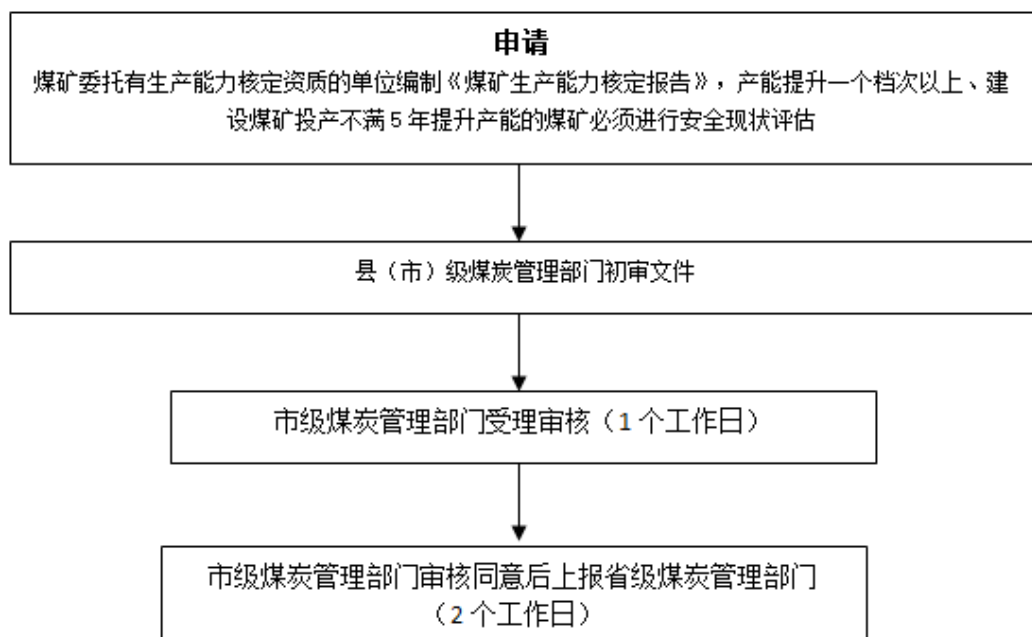 申请
煤矿委托有生产能力核定资质的单位编制《煤矿生产能力核定报告》，产能提升一个档次以上、建
设煤矿投产不满5年提升产能的煤矿必须进行安全现状评估
县（市）级煤炭管理部门初审文件
市级煤炭管理部门受理审核（1个工作日）
市级煤炭管理部门审核同意后上报省级煤炭管理部门
（2个工作日）